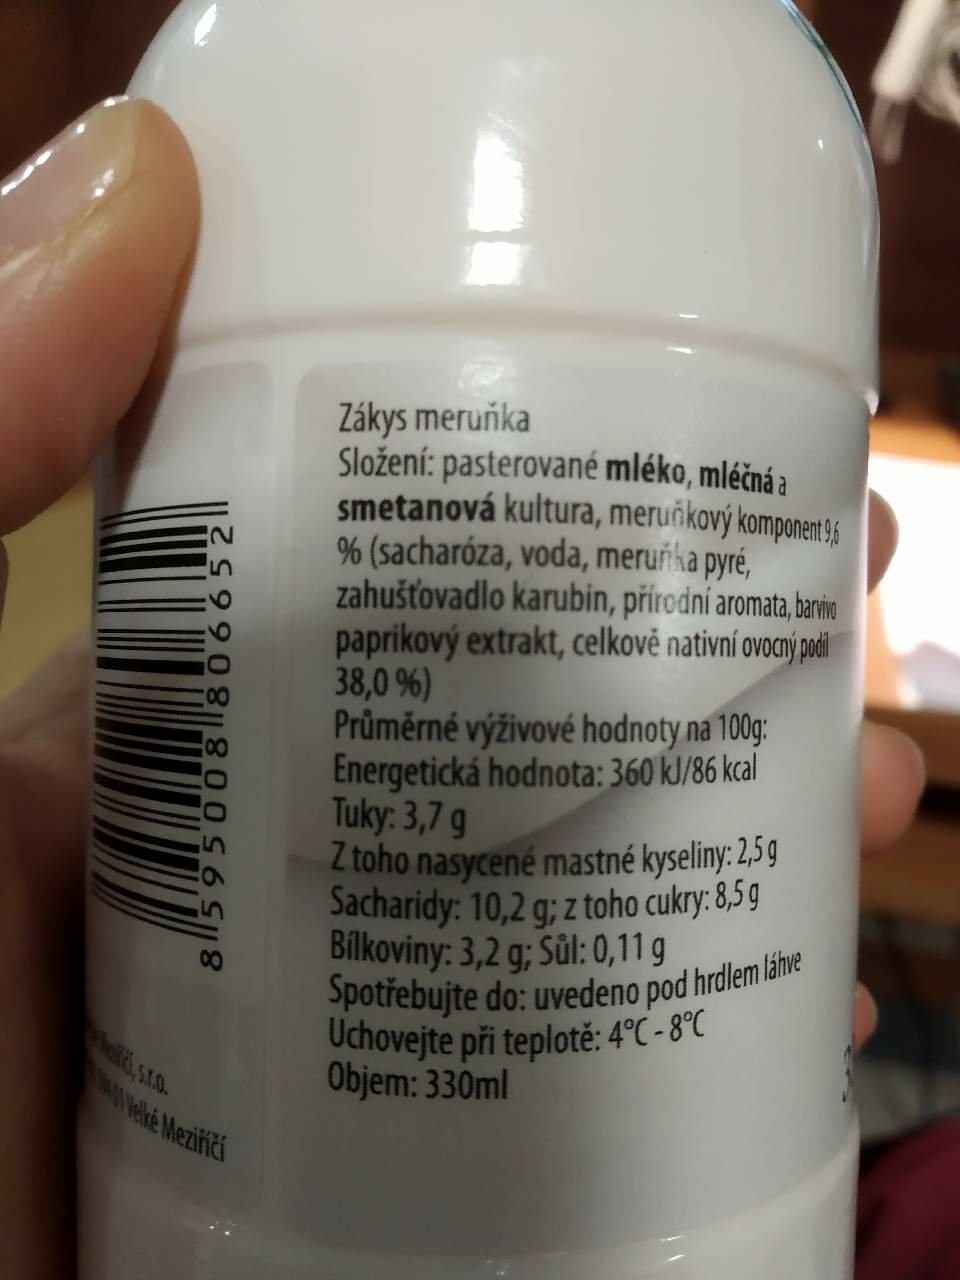 Zákys meruňka
Složení: pasterované mléko, mléčná a
smetanová kultura, meruňkový komponent 9,6
% (sacharóza, voda, meruňka pyré,
zahušťovadlo karubin, přírodní aromata, barvivo
paprikový extrakt, celkově nativní ovocný podíl
38,0 %)
Průměrné výživové hodnoty na 100g:
Energetická hodnota: 360 kJ/86 kcal
Tuky: 3,7 g
Z toho nasycené mastné kyseliny: 2,5 g
Sacharidy: 10,2 g; z toho cukry: 8,5 g
Bílkoviny: 3,2 g; Sůl: 0,11 g
Spotřebujte do: uvedeno pod hrdlem láhve
Uchovejte při teplotě: 4°C - 8°C
Objem: 330ml
8 595008 806652
Meziříčí, s.r.o.
594 01 Velké Meziříčí